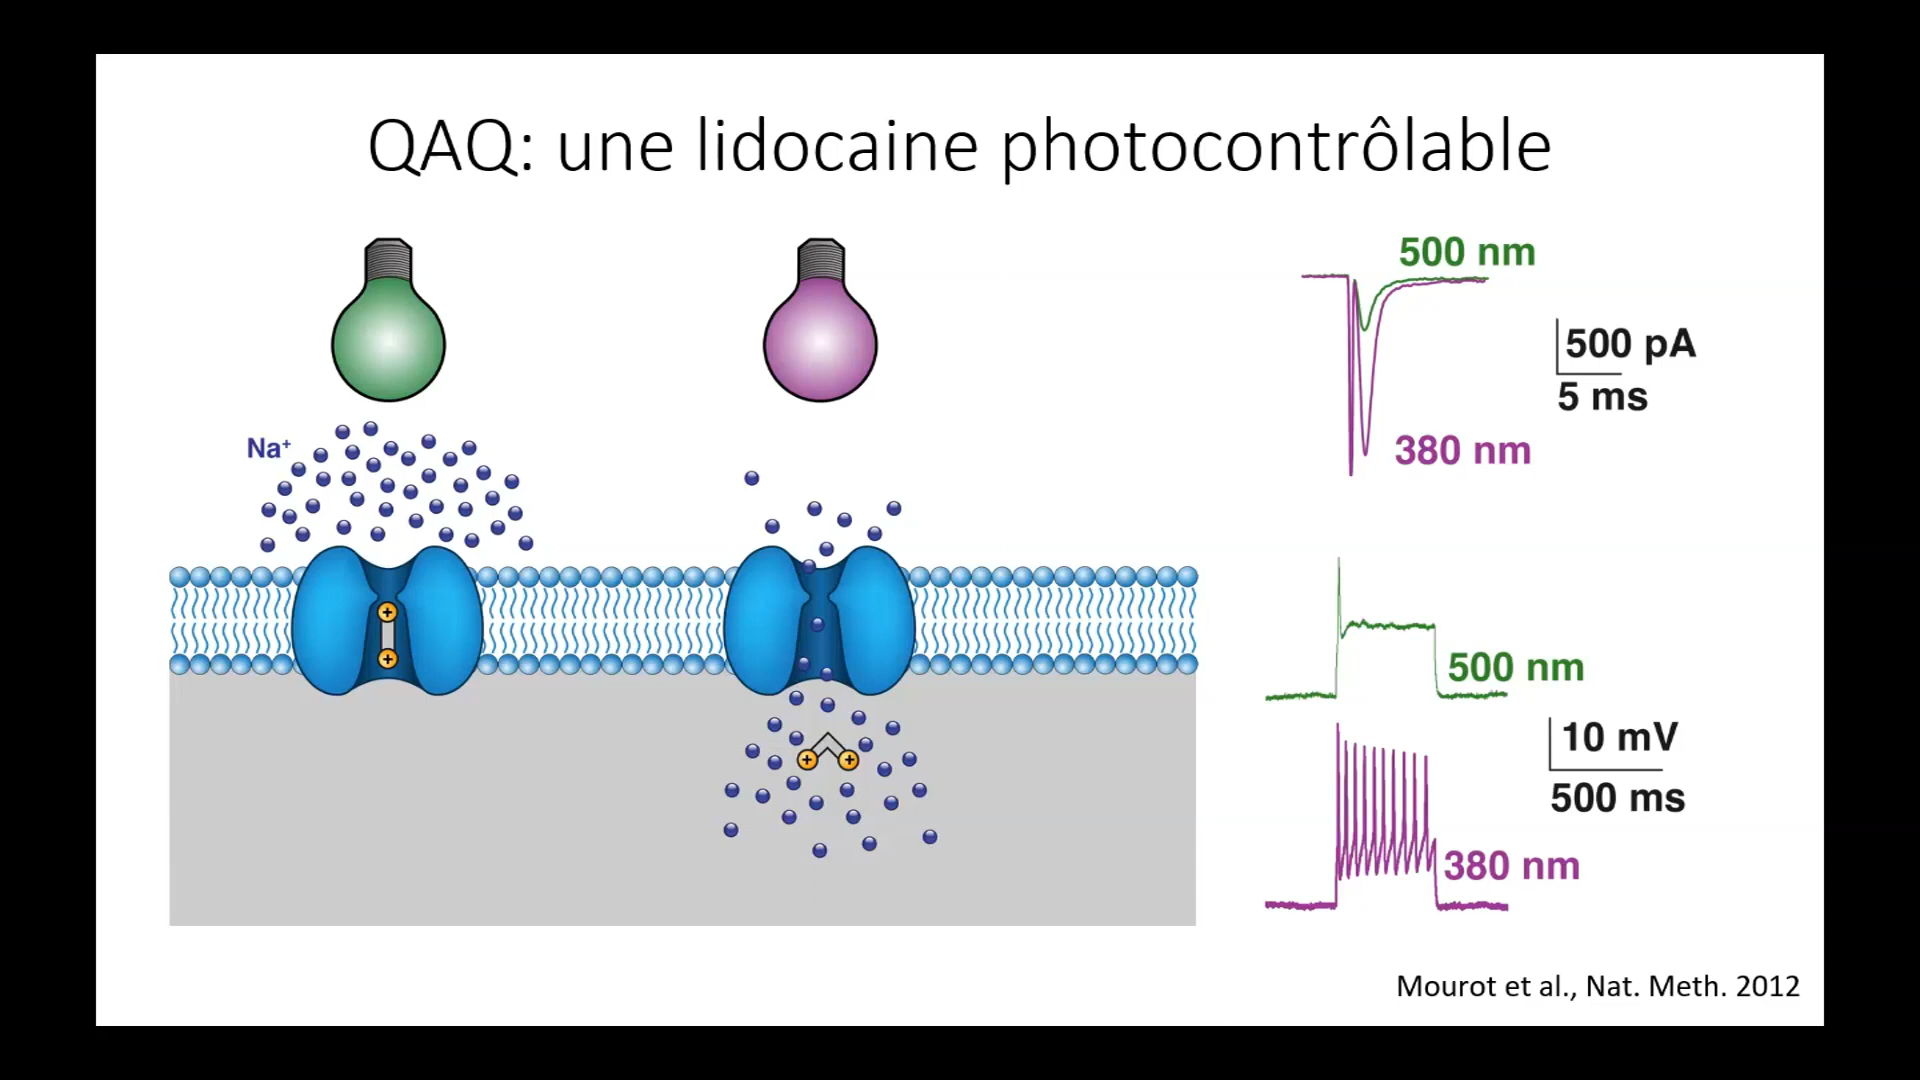 QAQ: une lidocaine photocontrôlable
500 nm
500 pA
5 ms
380 nm
Na⁺
+
+
+ +
500 nm
10 mV
500 ms
380 nm
Mourot et al., Nat. Meth. 2012